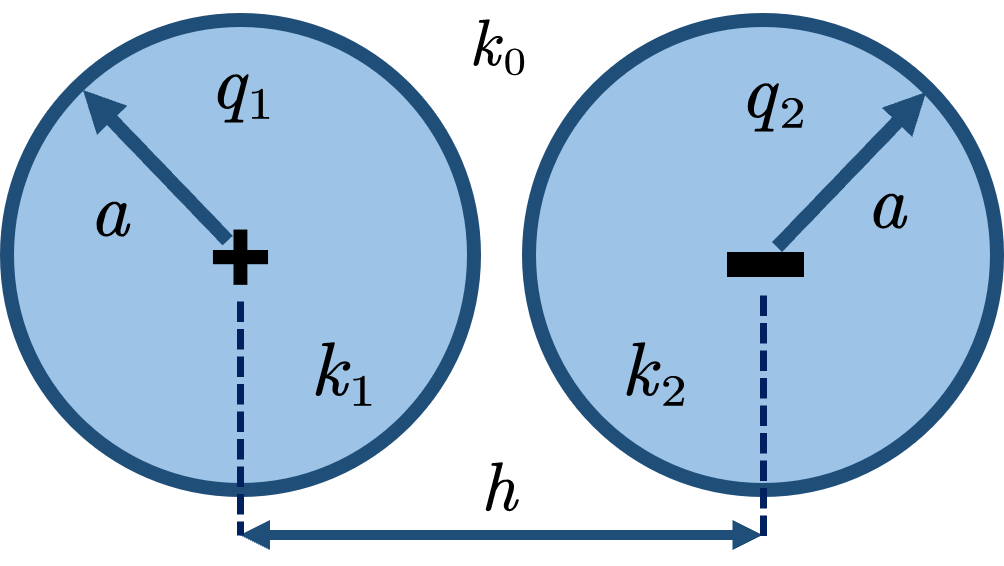 k₀
q₁
q₂
a
a
+
−
k₁
k₂
h